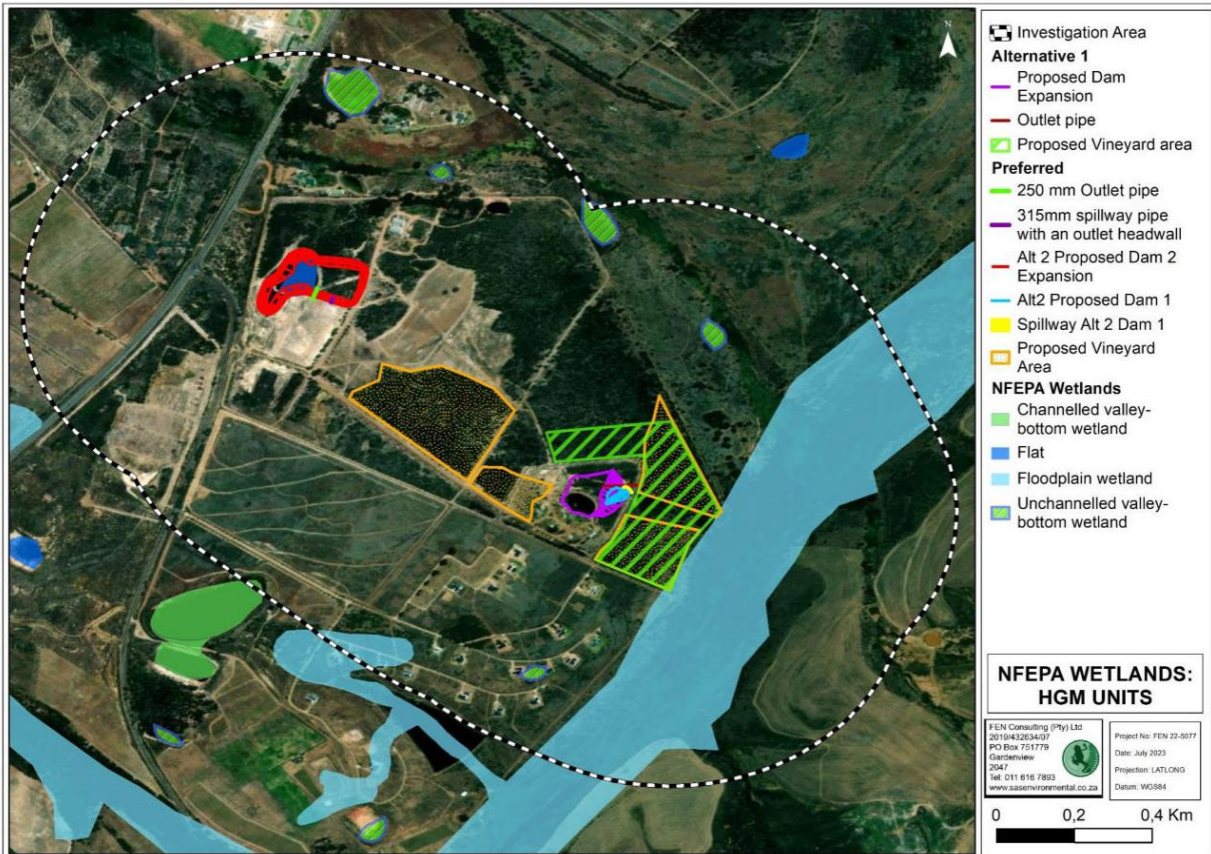 N
Investigation Area
Alternative 1
Proposed Dam
Expansion
Outlet pipe
Proposed Vineyard area
Preferred
250 mm Outlet pipe
315mm spillway pipe
with an outlet headwall
Alt 2 Proposed Dam 2
Expansion
Alt2 Proposed Dam 1
Spillway Alt 2 Dam 1
Proposed Vineyard
Area
NFEPA Wetlands
Channelled valley-
bottom wetland
Flat
Floodplain wetland
Unchannelled valley-
bottom wetland
NFEPA WETLANDS:
HGM UNITS
FEN Consulting (Pty) Ltd
2019/432634/07
PO Box 751779
Gardenview
2047
Tel: 011 616 7893
www.sasenvironmental.co.za
Project No: FEN 22-5077
Date: July 2023
Projection: LATLONG
Datum: WGS84
0 0,2 0,4 Km